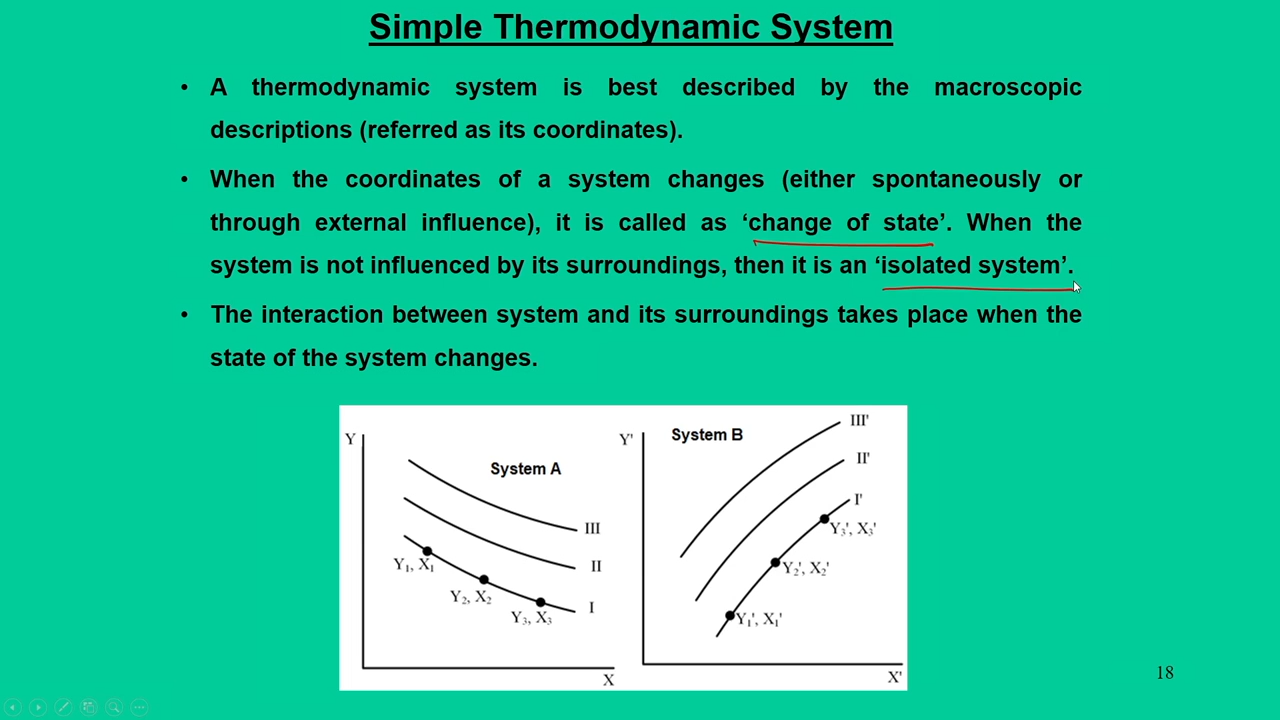 Simple Thermodynamic System
• A thermodynamic system is best described by the macroscopic
descriptions (referred as its coordinates).
• When the coordinates of a system changes (either spontaneously or
through external influence), it is called as ‘change of state’. When the
system is not influenced by its surroundings, then it is an ‘isolated system’.
• The interaction between system and its surroundings takes place when the
state of the system changes.
Y
System A
III
II
I
Y₁, X₁
Y₂, X₂
Y₃, X₃
X
Y'
System B
III'
II'
I'
Y₃', X₃'
Y₂', X₂'
Y₁', X₁'
X'
18